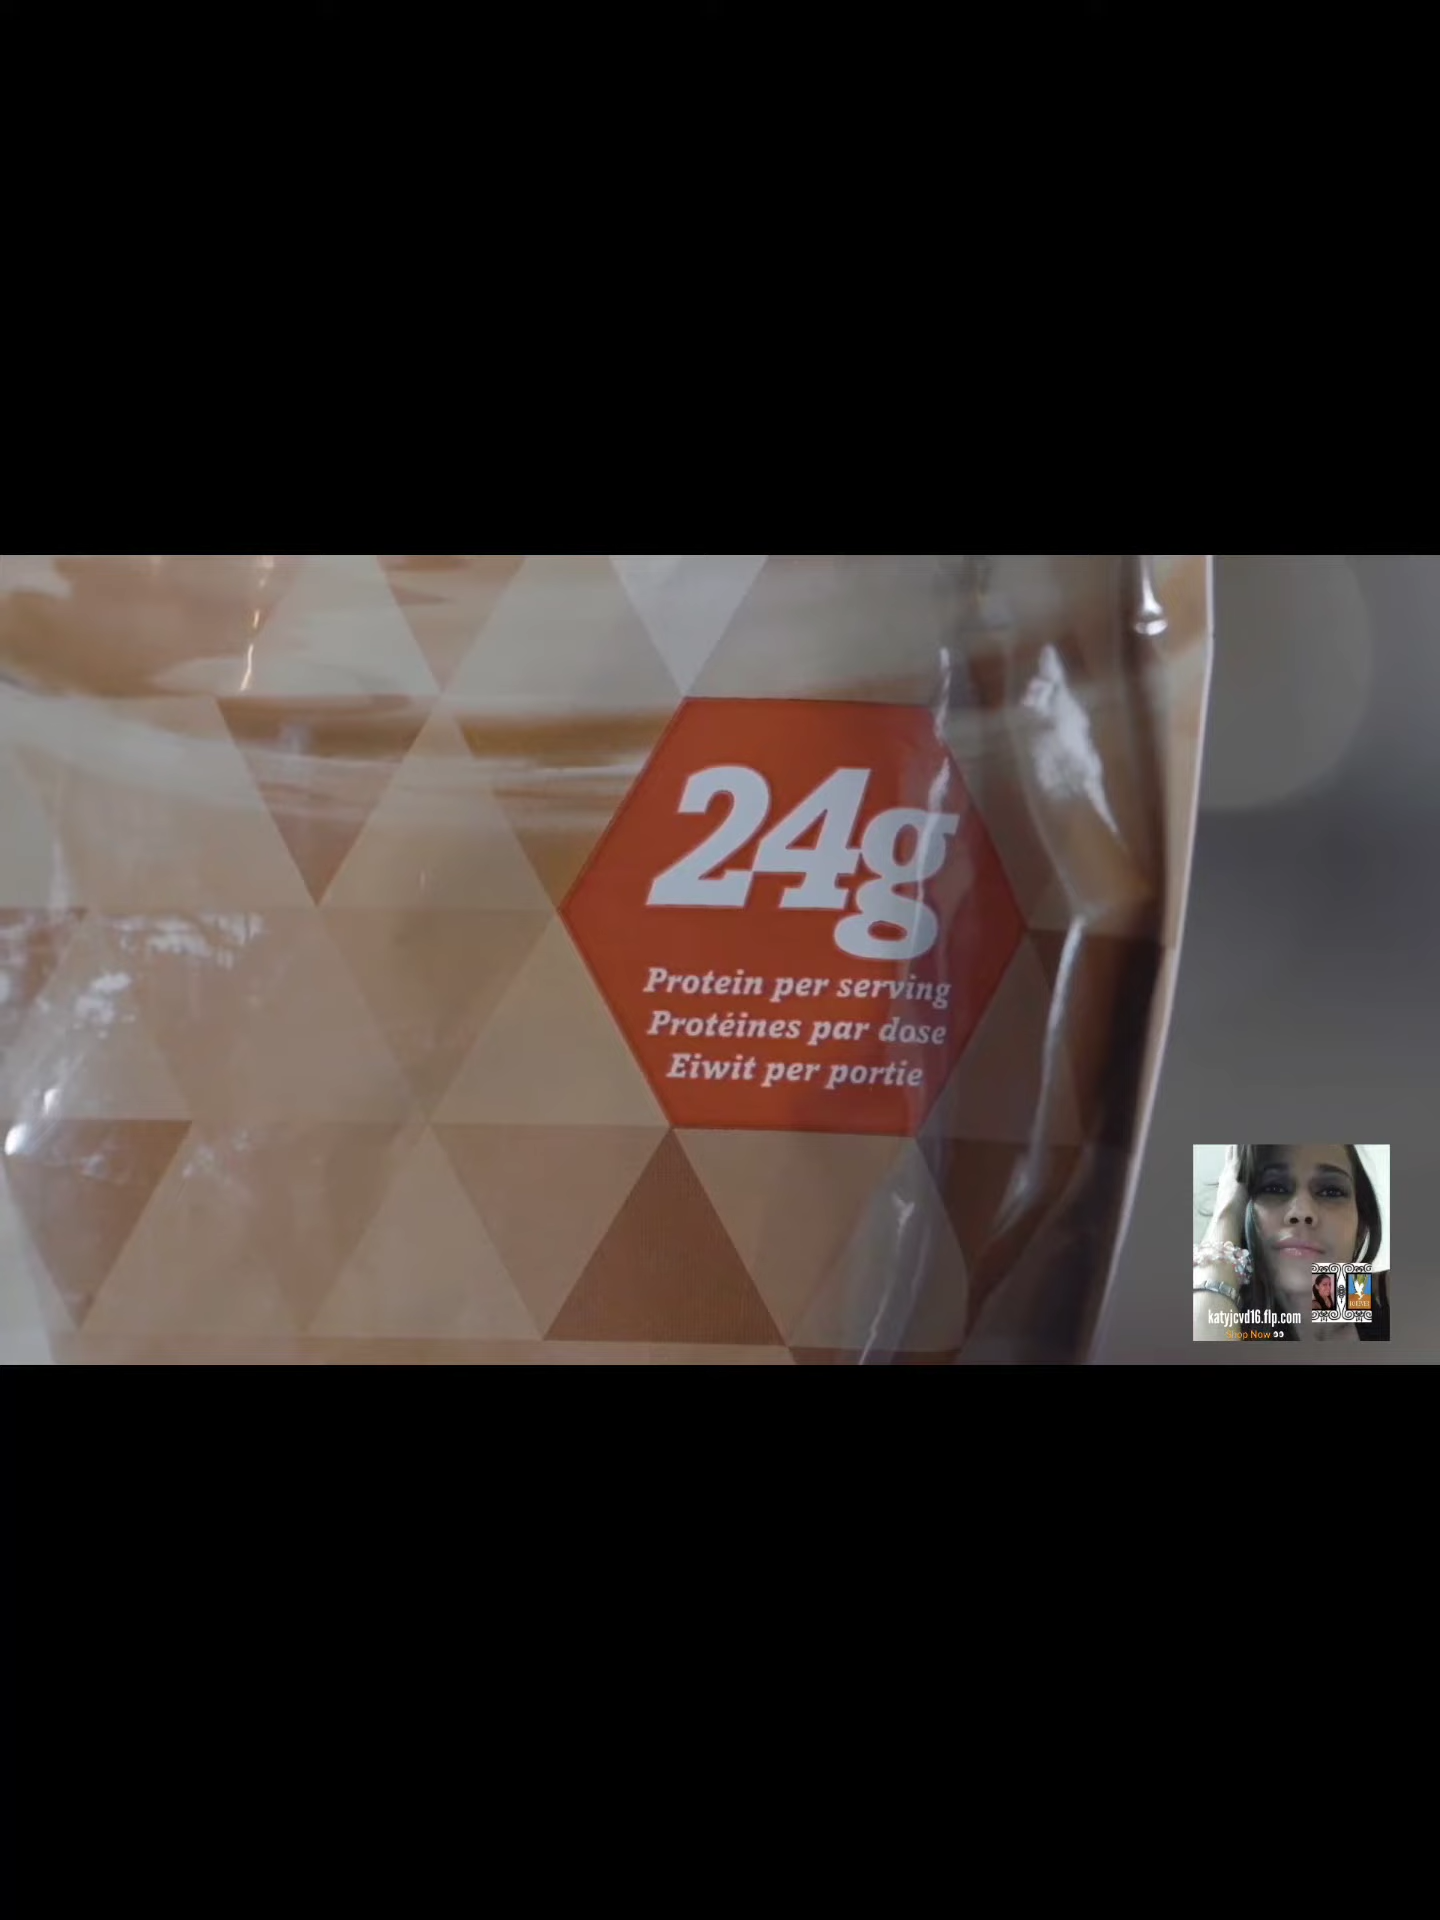 24g
Protein per serving
Protéines par dose
Eiwit per portie
katyjcvd16.flp.com
Shop Now